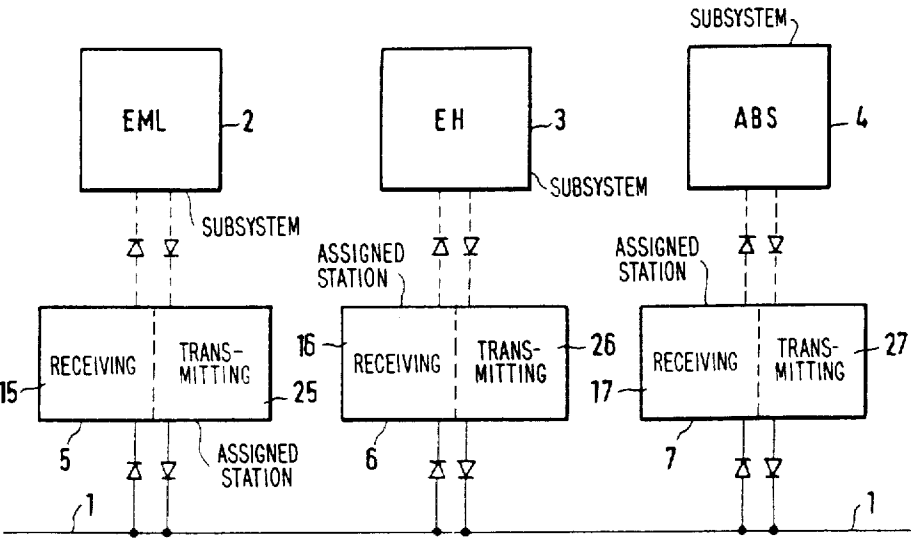 SUBSYSTEM
EML
2
EH
3
ABS
4
SUBSYSTEM
SUBSYSTEM
ASSIGNED
STATION
ASSIGNED
STATION
15
RECEIVING
TRANS-
MITTING
25
16
RECEIVING
TRANS-
MITTING
26
17
RECEIVING
TRANS-
MITTING
27
5
ASSIGNED
STATION
6
7
1
1